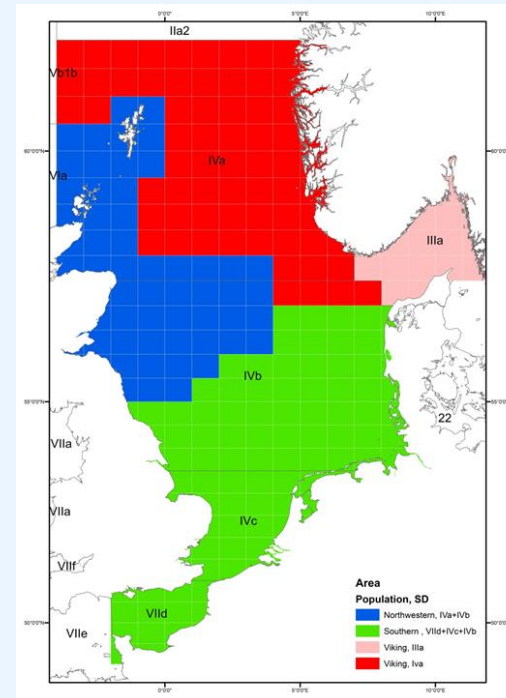 0°0'0" 5°0'0"E 10°0'0"E
IIa2
Vb1b
60°0'0"N VIa IVa 60°0'0"N
IIIa
55°0'0"N IVb 55°0'0"N
22
VIIa
VIIa IVc
VIIf
Area
Population, SD
50°0'0"N VIId Northwestern, IVa+IVb 50°0'0"N
VIIe Southern , VIId+IVc+IVb
Viking, IIIa
Viking, Iva
0°0'0" 5°0'0"E 10°0'0"E